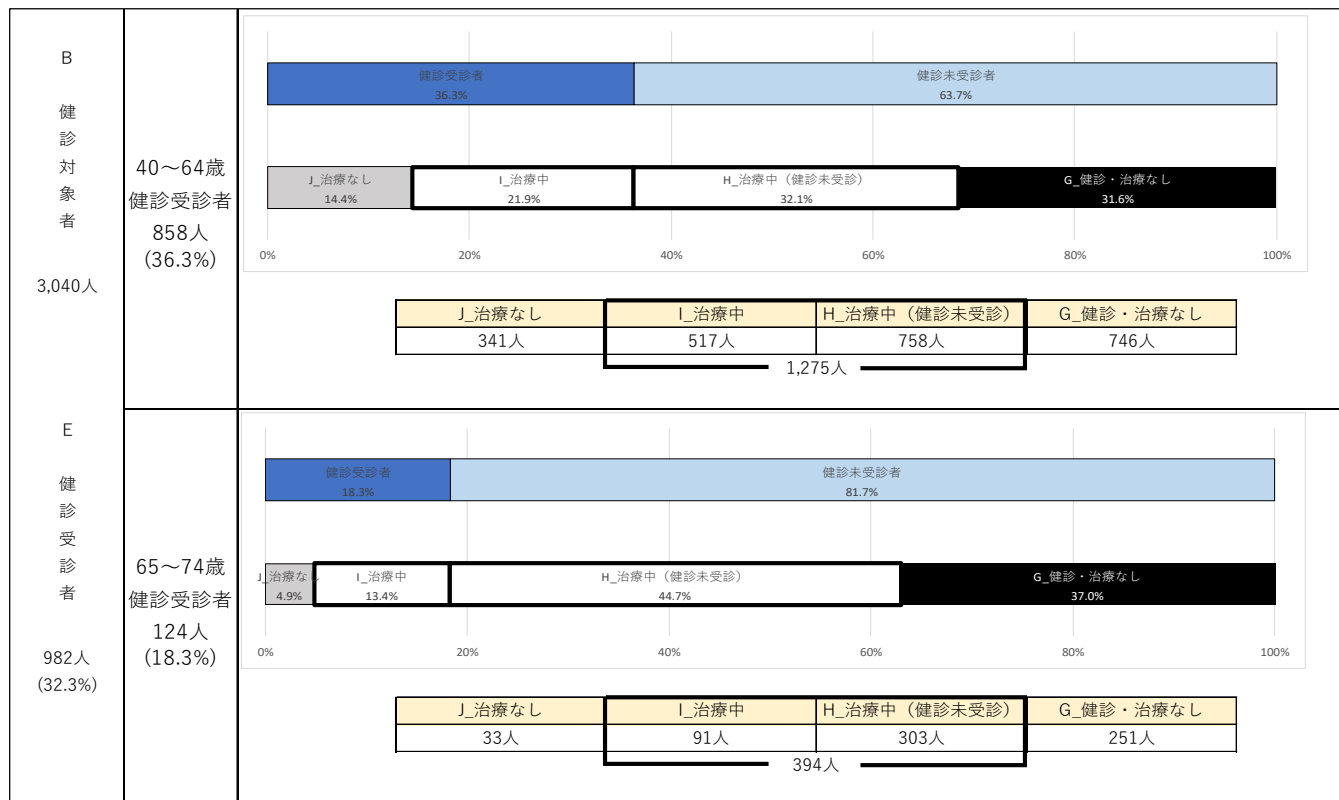 B
健
診
対
象
者
3,040人
40～64歳
健診受診者
858人
(36.3%)
健診受診者
36.3%
健診未受診者
63.7%
J_治療なし
14.4%
I_治療中
21.9%
H_治療中（健診未受診）
32.1%
G_健診・治療なし
31.6%
0% 20% 40% 60% 80% 100%
J_治療なし I_治療中 H_治療中（健診未受診） G_健診・治療なし
341人 517人 758人 746人
1,275人
E
健
診
受
診
者
982人
(32.3%)
65～74歳
健診受診者
124人
(18.3%)
健診受診者
18.3%
健診未受診者
81.7%
J_治療なし
4.9%
I_治療中
13.4%
H_治療中（健診未受診）
44.7%
G_健診・治療なし
37.0%
0% 20% 40% 60% 80% 100%
J_治療なし I_治療中 H_治療中（健診未受診） G_健診・治療なし
33人 91人 303人 251人
394人